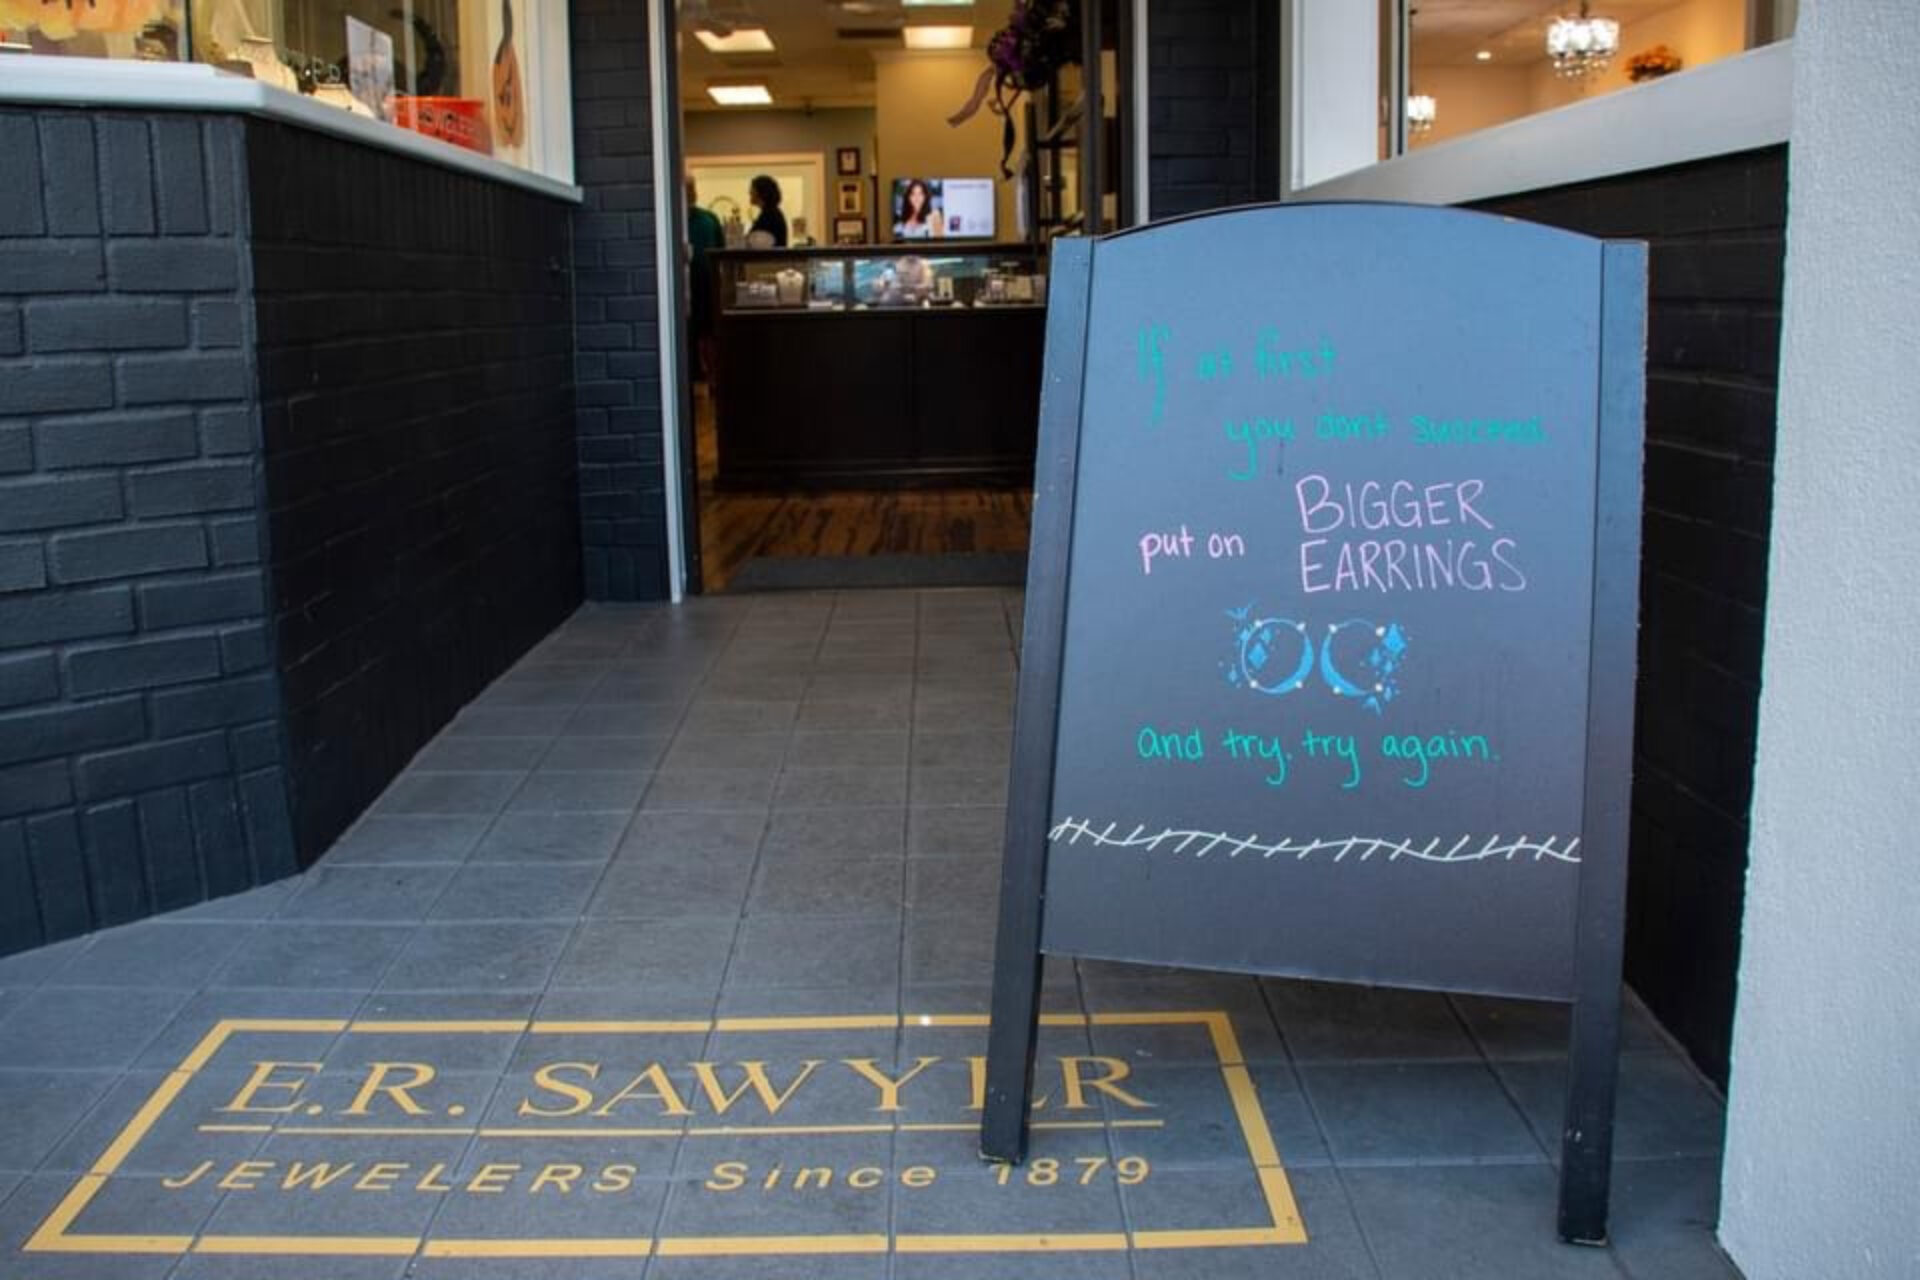 If at first
you don't succeed
put on BIGGER
EARRINGS
and try, try again.
E.R. SAWYER
JEWELERS Since 1879